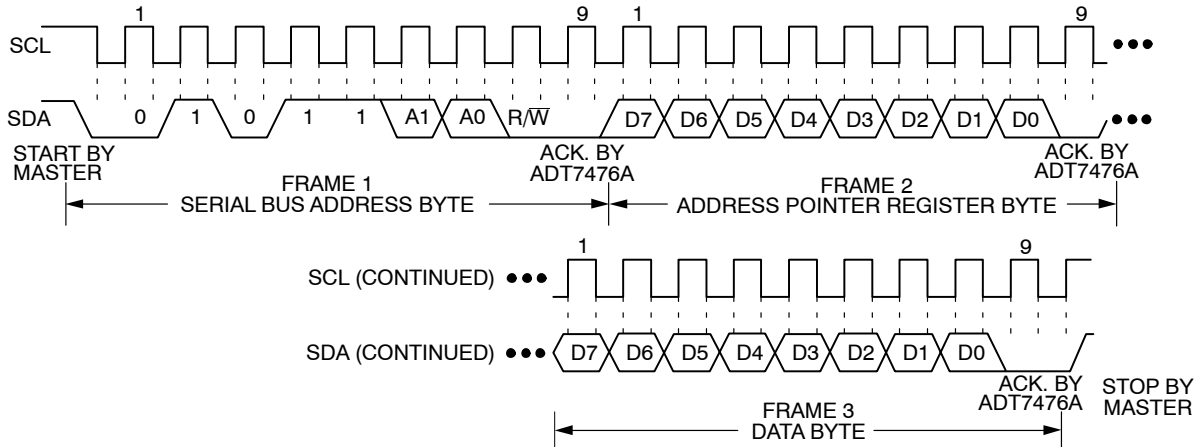 1 9 1 9
SCL
SDA 0 1 0 1 1 A1 A0 R/W̅ D7 D6 D5 D4 D3 D2 D1 D0
START BY
MASTER
ACK. BY
ADT7476A
ACK. BY
ADT7476A
FRAME 1
SERIAL BUS ADDRESS BYTE
FRAME 2
ADDRESS POINTER REGISTER BYTE
1 9
SCL (CONTINUED)
SDA (CONTINUED) D7 D6 D5 D4 D3 D2 D1 D0
ACK. BY
ADT7476A
STOP BY
MASTER
FRAME 3
DATA BYTE